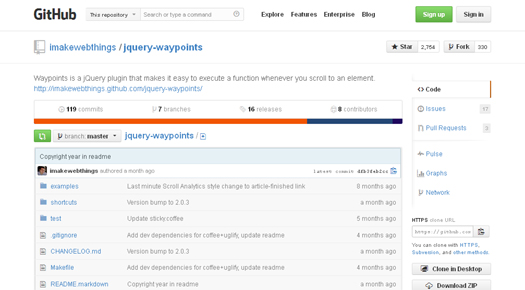 GitHub This repository Search or type a command Explore Features Enterprise Blog Sign up Sign in
imakewebthings / jquery-waypoints Star 2,754 Fork 330
Waypoints is a jQuery plugin that makes it easy to execute a function whenever you scroll to an element.
http://imakewebthings.github.com/jquery-waypoints/
119 commits 7 branches 16 releases 8 contributors
branch: master jquery-waypoints /
Copyright year in readme
imakewebthings authored a month ago latest commit
examples Last minute Scroll Analytics style change to article-finished link 8 months ago
shortcuts Version bump to 2.0.3 a month ago
test Update sticky.coffee 5 months ago
.gitignore Add dev dependencies for coffee+uglify, update readme 4 months ago
CHANGELOG.md Version bump to 2.0.3 a month ago
Makefile Add dev dependencies for coffee+uglify, update readme 4 months ago
README.markdown Copyright year in readme a month ago
Code
Issues 17
Pull Requests 3
Pulse
Graphs
Network
HTTPS clone URL
https://github.com
You can clone with HTTPS,
Subversion, and other methods.
Clone in Desktop
Download ZIP